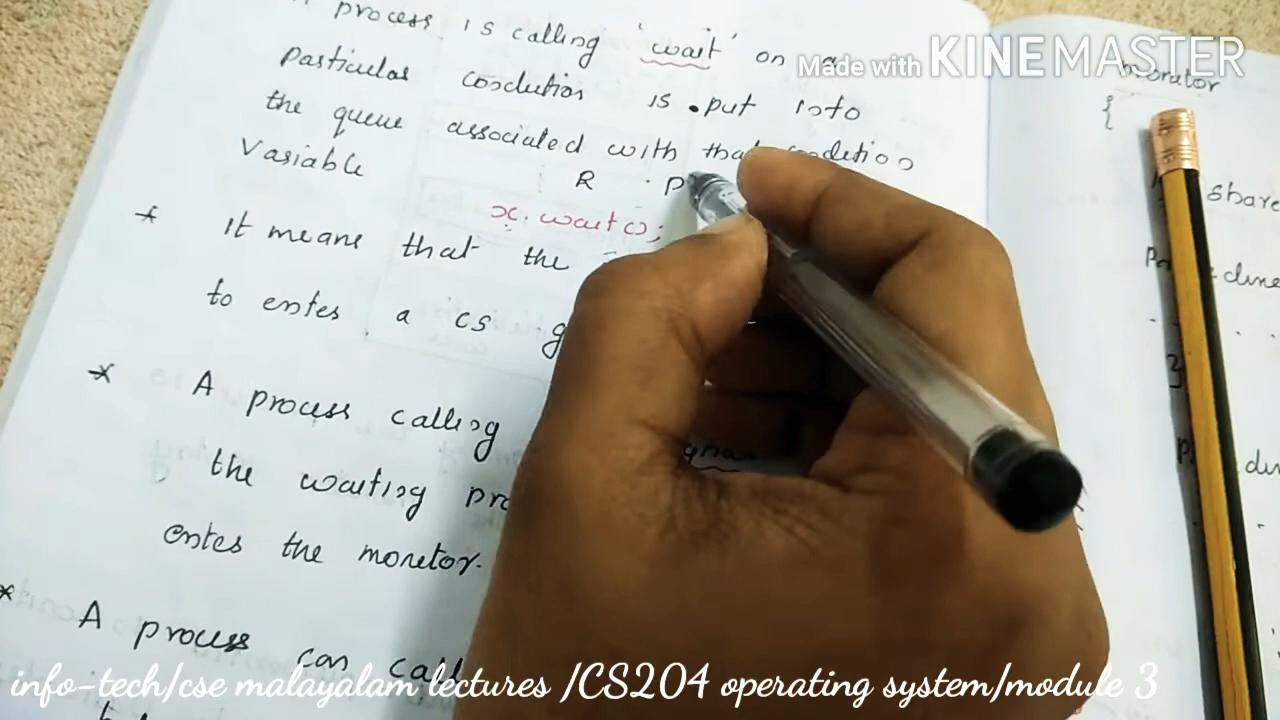 process is calling 'wait' on a
particular condition is put into
the queue associated with that condition
variable
R P
x.wait();
* It means that the
to enter a CS
* A process calling
the waiting
enter the monitor.
* A process can call
Made with KINEMASTER
monitor
{
share
info-tech/cse malayalam lectures /CS204 operating system/module 3